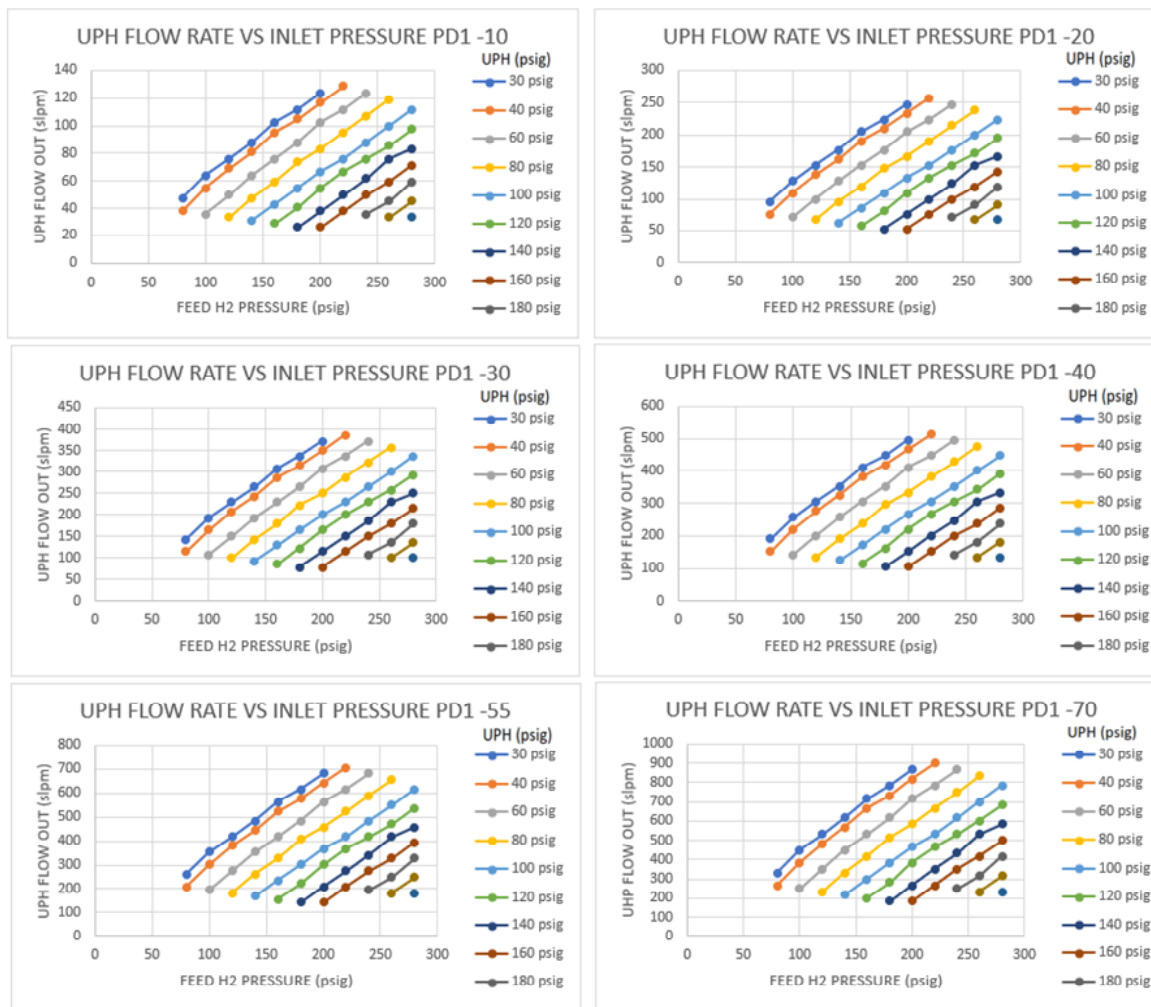 UPH FLOW RATE VS INLET PRESSURE PD1 -10
UPH (psig)
UPH FLOW OUT (slpm)
140
120
100
80
60
40
20
0
0 50 100 150 200 250 300
FEED H2 PRESSURE (psig)
30 psig
40 psig
60 psig
80 psig
100 psig
120 psig
140 psig
160 psig
180 psig
UPH FLOW RATE VS INLET PRESSURE PD1 -20
UPH (psig)
UPH FLOW OUT (slpm)
300
250
200
150
100
50
0
0 50 100 150 200 250 300
FEED H2 PRESSURE (psig)
30 psig
40 psig
60 psig
80 psig
100 psig
120 psig
140 psig
160 psig
180 psig
UPH FLOW RATE VS INLET PRESSURE PD1 -30
UPH (psig)
UPH FLOW OUT (slpm)
450
400
350
300
250
200
150
100
50
0
0 50 100 150 200 250 300
FEED H2 PRESSURE (psig)
30 psig
40 psig
60 psig
80 psig
100 psig
120 psig
140 psig
160 psig
180 psig
UPH FLOW RATE VS INLET PRESSURE PD1 -40
UPH (psig)
UPH FLOW OUT (slpm)
600
500
400
300
200
100
0
0 50 100 150 200 250 300
FEED H2 PRESSURE (psig)
30 psig
40 psig
60 psig
80 psig
100 psig
120 psig
140 psig
160 psig
180 psig
UPH FLOW RATE VS INLET PRESSURE PD1 -55
UPH (psig)
UPH FLOW OUT (slpm)
800
700
600
500
400
300
200
100
0
0 50 100 150 200 250 300
FEED H2 PRESSURE (psig)
30 psig
40 psig
60 psig
80 psig
100 psig
120 psig
140 psig
160 psig
180 psig
UPH FLOW RATE VS INLET PRESSURE PD1 -70
UPH (psig)
UHP FLOW OUT (slpm)
1000
900
800
700
600
500
400
300
200
100
0
0 50 100 150 200 250 300
FEED H2 PRESSURE (psig)
30 psig
40 psig
60 psig
80 psig
100 psig
120 psig
140 psig
160 psig
180 psig